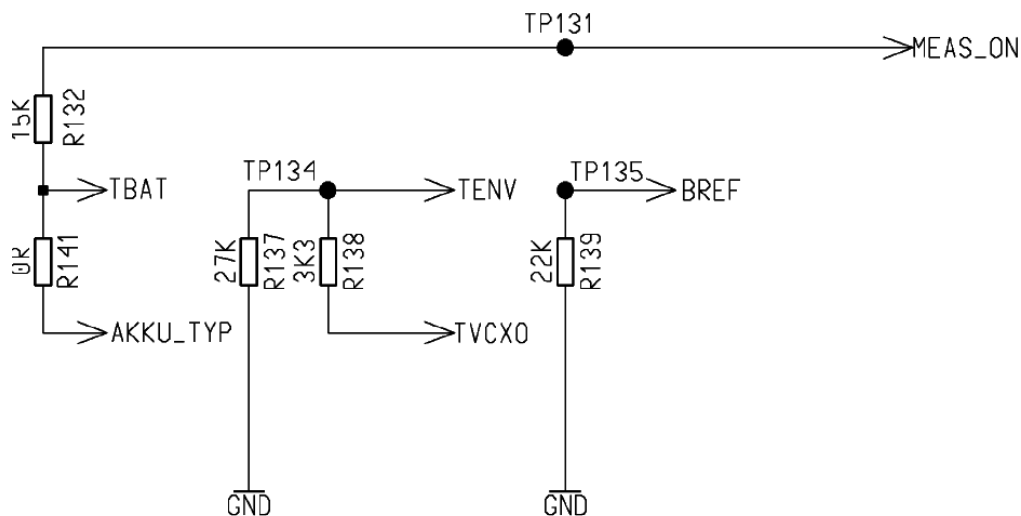 TP131
MEAS_ON
15K
R132
TBAT
TP134
TENV
TP135
BREF
0R
R141
27K
R137
3K3
R138
22K
R139
AKKU_TYP
TVCXO
GND
GND